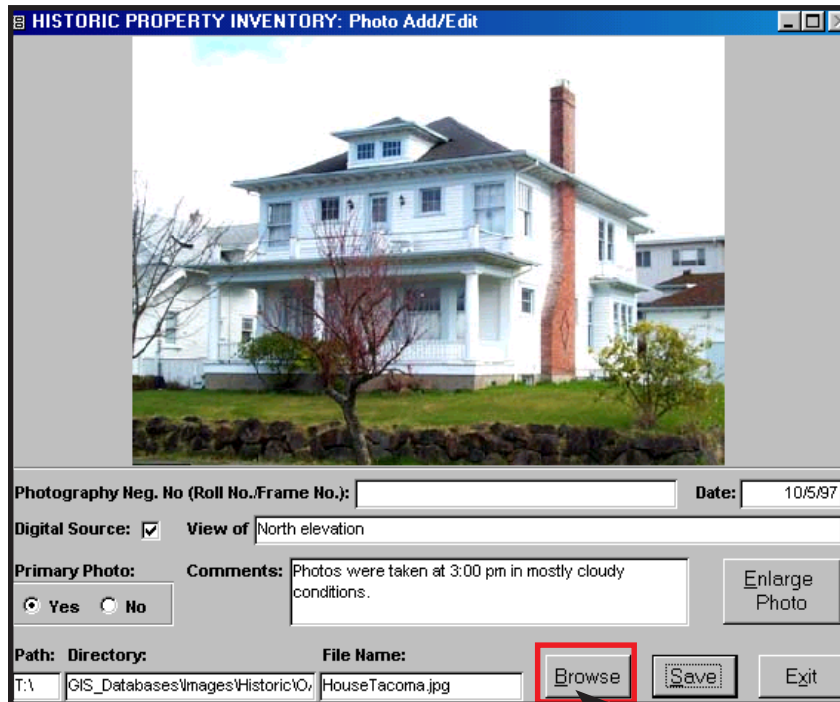 HISTORIC PROPERTY INVENTORY: Photo Add/Edit
Photography Neg. No (Roll No./Frame No.): Date: 10/5/97
Digital Source: View of North elevation
Primary Photo: Comments: Photos were taken at 3:00 pm in mostly cloudy
conditions.
Yes No
Enlarge
Photo
Path: Directory: File Name:
T:\ GIS_Databases\Images\Historic\O HouseTacoma.jpg Browse Save Exit